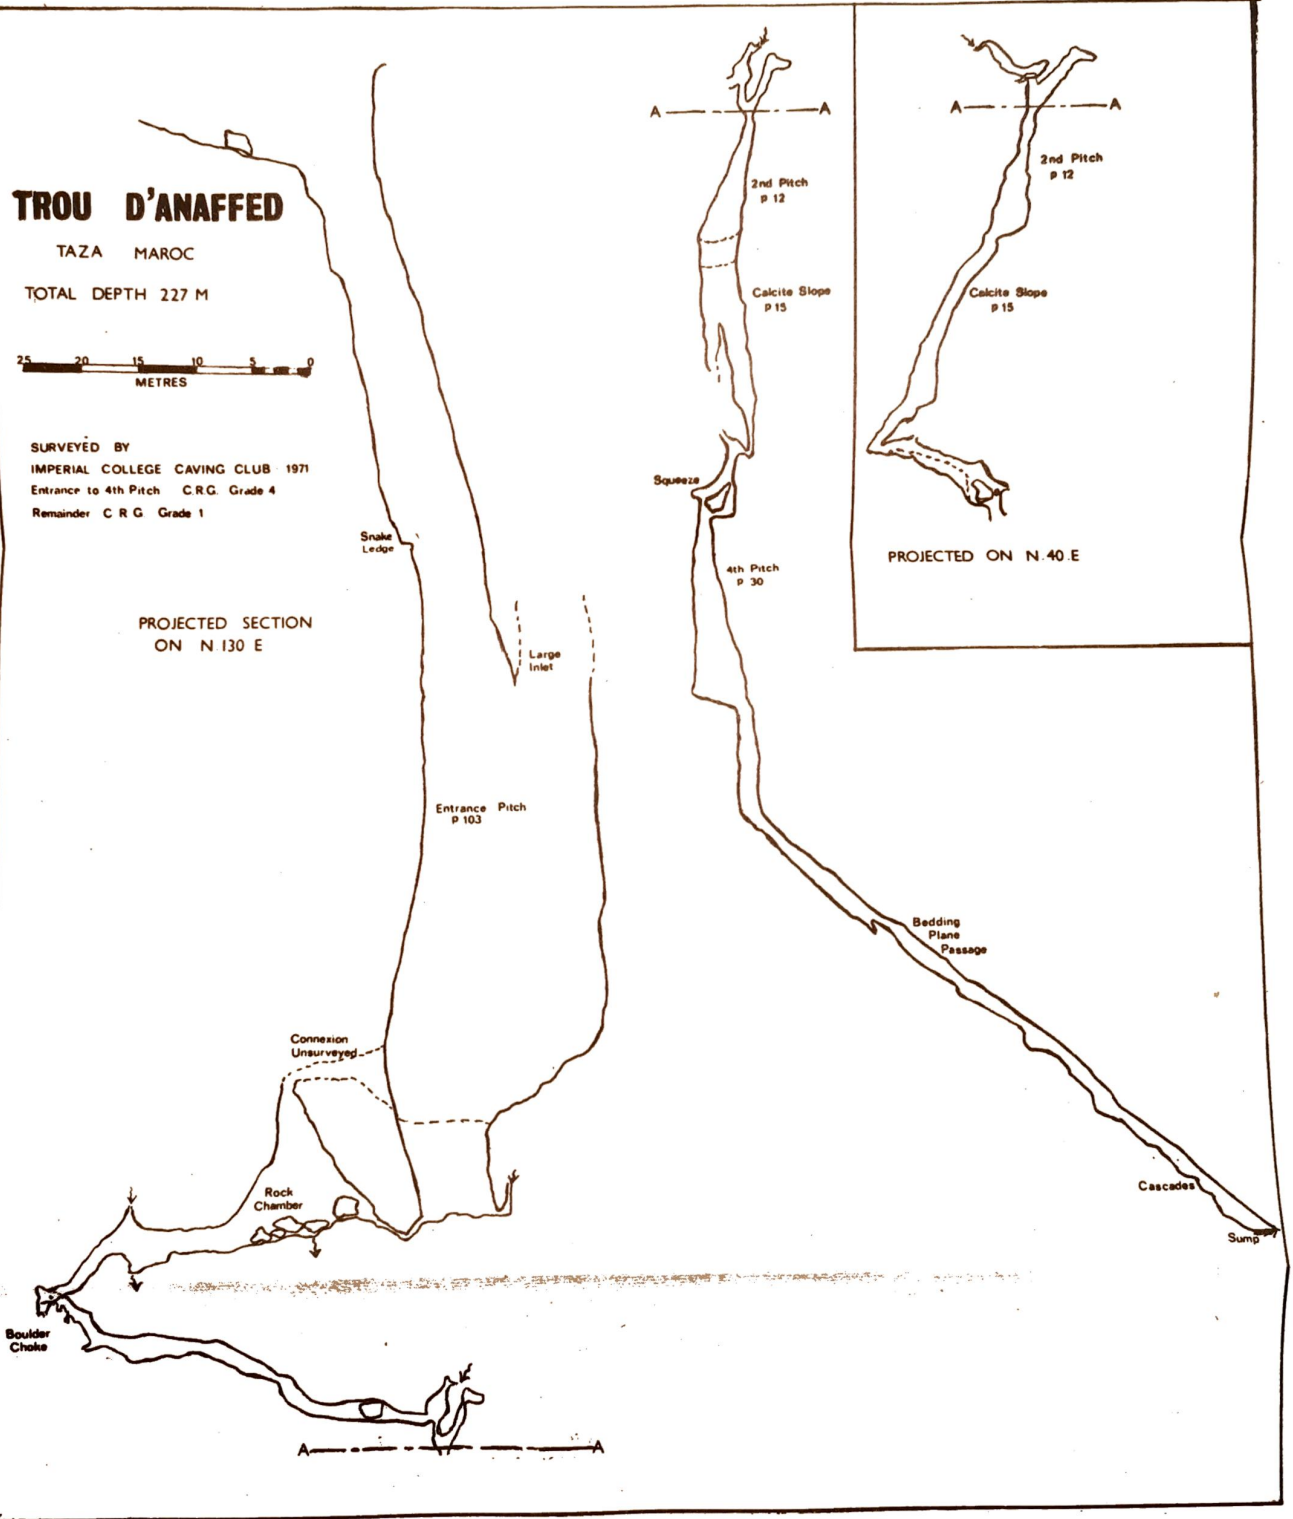 TROU D'ANAFFED
TAZA MAROC
TOTAL DEPTH 227 M
25 20 15 10 5 0
METRES
SURVEYED BY
IMPERIAL COLLEGE CAVING CLUB 1971
Entrance to 4th Pitch C.R.G. Grade 4
Remainder C R G Grade 1
PROJECTED SECTION
ON N 130 E
Snake
Ledge
Large
Inlet
Entrance Pitch
P 103
Connexion
Unsurveyed
Rock
Chamber
Boulder
Choke
A A
A A
2nd Pitch
P 12
Calcite Slope
P 15
Squeeze
4th Pitch
P 30
Bedding
Plane
Passage
Cascades
Sump
A A
2nd Pitch
P 12
Calcite Slope
P 15
PROJECTED ON N.40.E